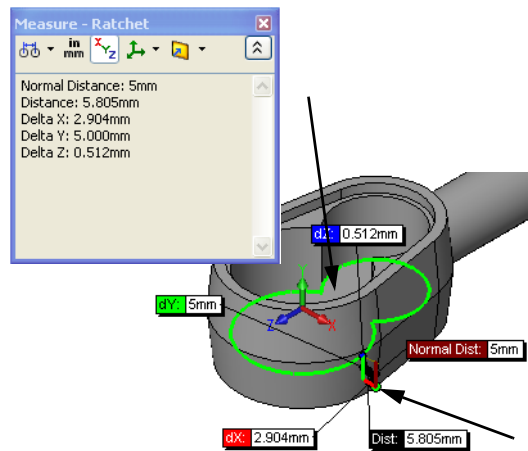 Measure - Ratchet
in
mm
XYZ
Normal Distance: 5mm
Distance: 5.805mm
Delta X: 2.904mm
Delta Y: 5.000mm
Delta Z: 0.512mm
dZ: 0.512mm
Y
Z
X
dY: 5mm
Normal Dist: 5mm
dX: 2.904mm
Dist: 5.805mm